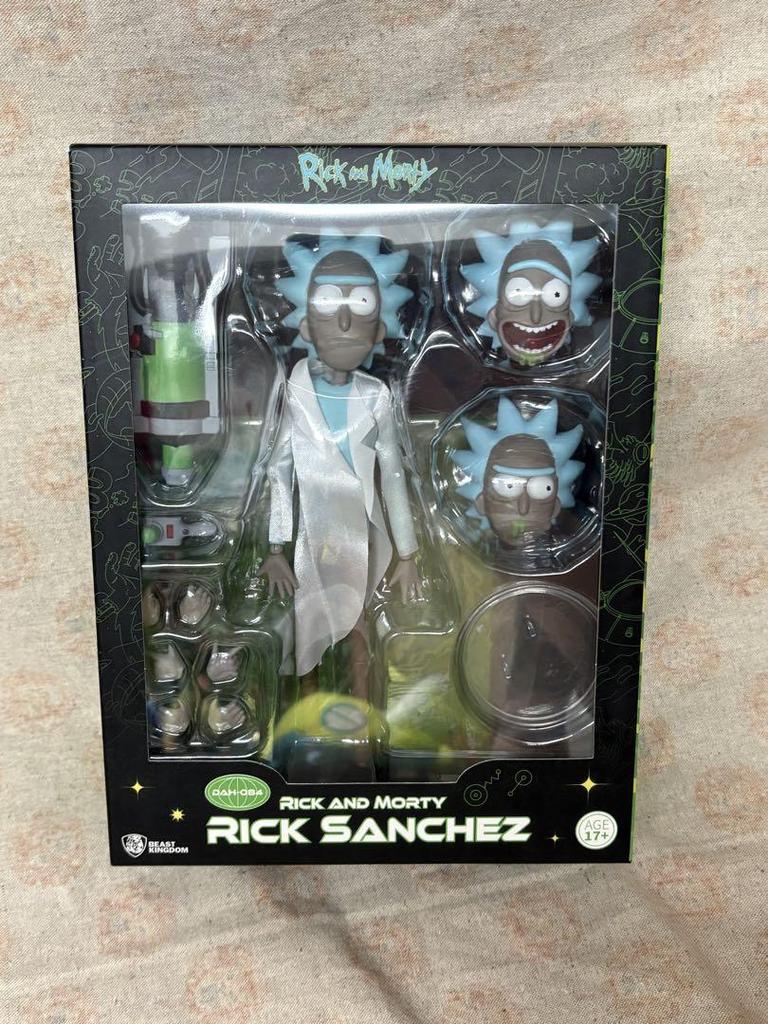 Rick and Morty
DAH-084
RICK AND MORTY
RICK SANCHEZ
BEAST
KINGDOM
AGE
17+